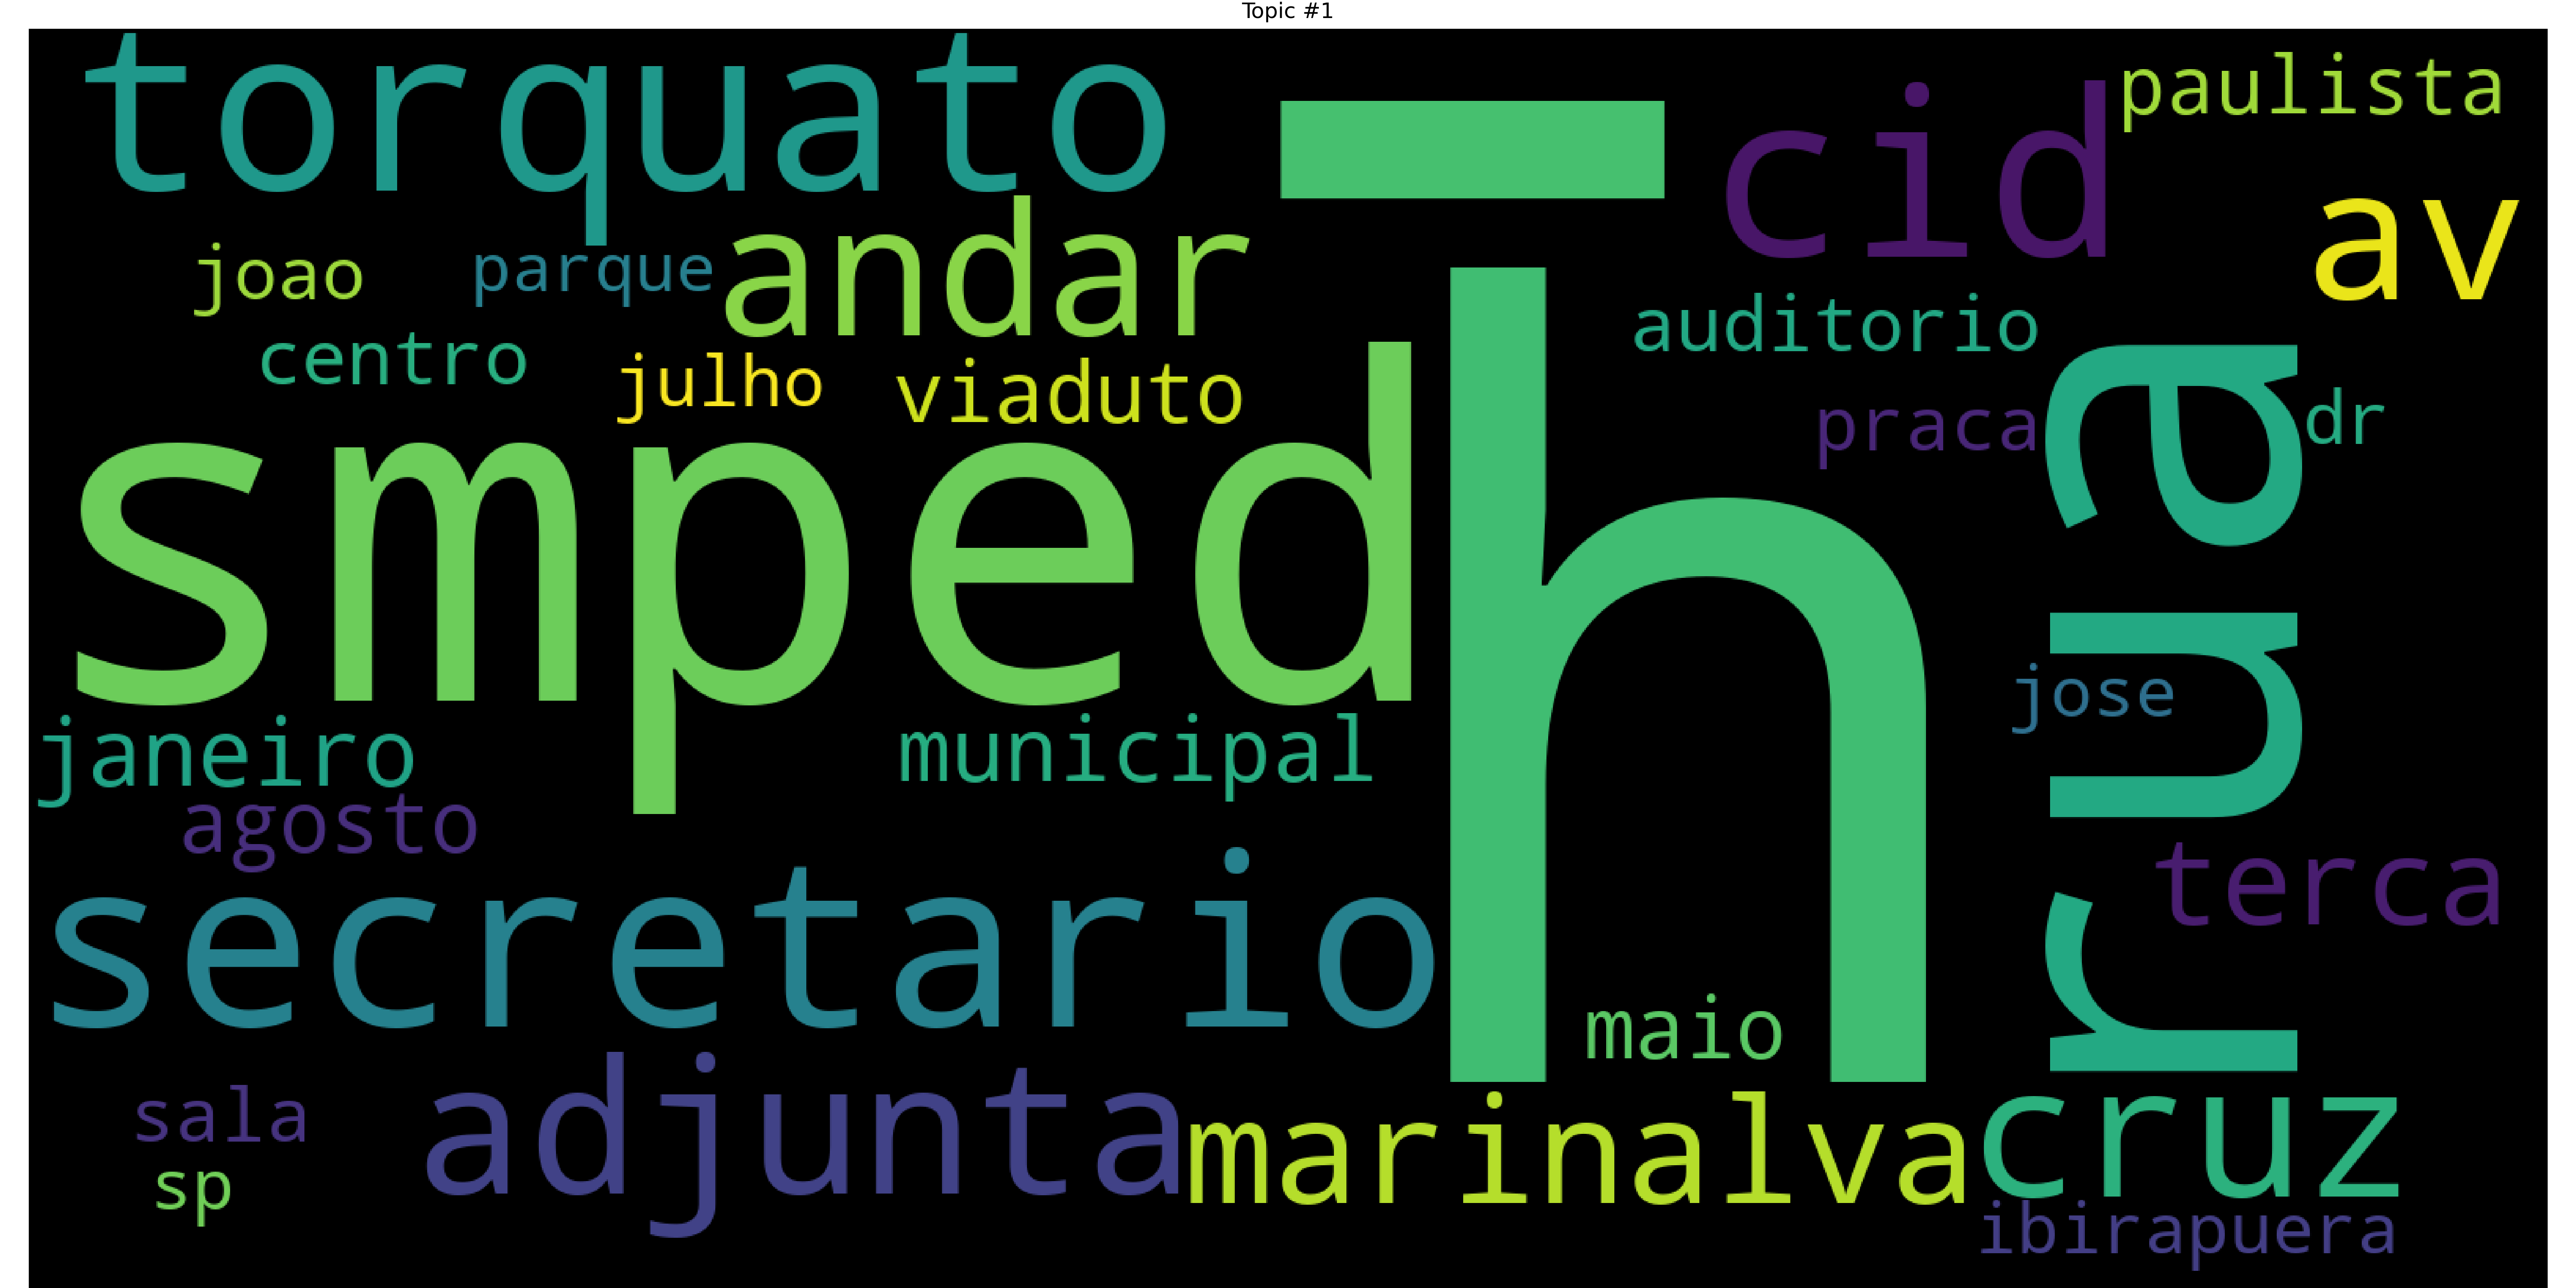 Topic #1
torquato
–
cid
paulista
av
joao
parque
andar
auditorio
centro
julho
viaduto
praca
dr
smped
h
rua
jose
janeiro
municipal
agosto
terca
secretario
maio
sala
adjunta
marinalva
cruz
sp
ibirapuera